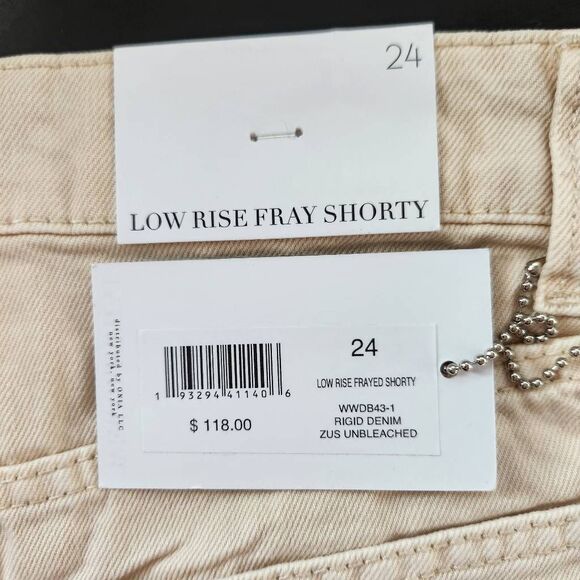 24
LOW RISE FRAY SHORTY
distributed by ONIA LLC
new york, new york
1 93294 41140 6
$ 118.00
24
LOW RISE FRAYED SHORTY
WWDB43-1
RIGID DENIM
ZUS UNBLEACHED